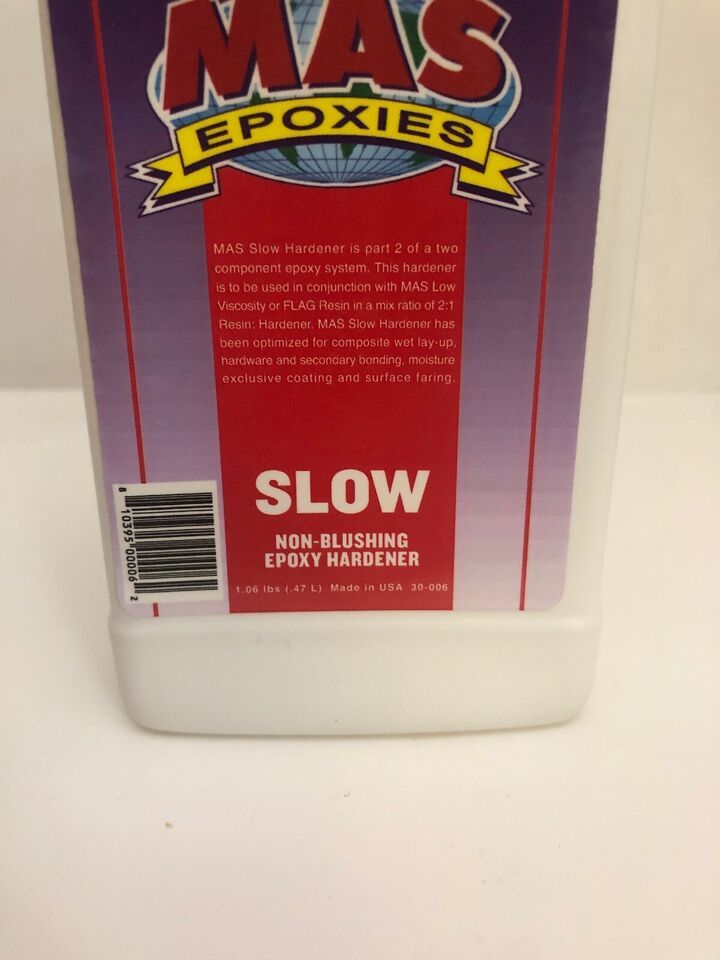 MAS
EPOXIES
MAS Slow Hardener is part 2 of a two
component epoxy system. This hardener
is to be used in conjunction with MAS Low
Viscosity or FLAG Resin in a mix ratio of 2:1
Resin: Hardener. MAS Slow Hardener has
been optimized for composite wet lay-up,
hardware and secondary bonding, moisture
exclusive coating and surface faring.
SLOW
NON-BLUSHING
EPOXY HARDENER
1.06 lbs (.47 L) Made in USA 30-006
8 10395 00006 2